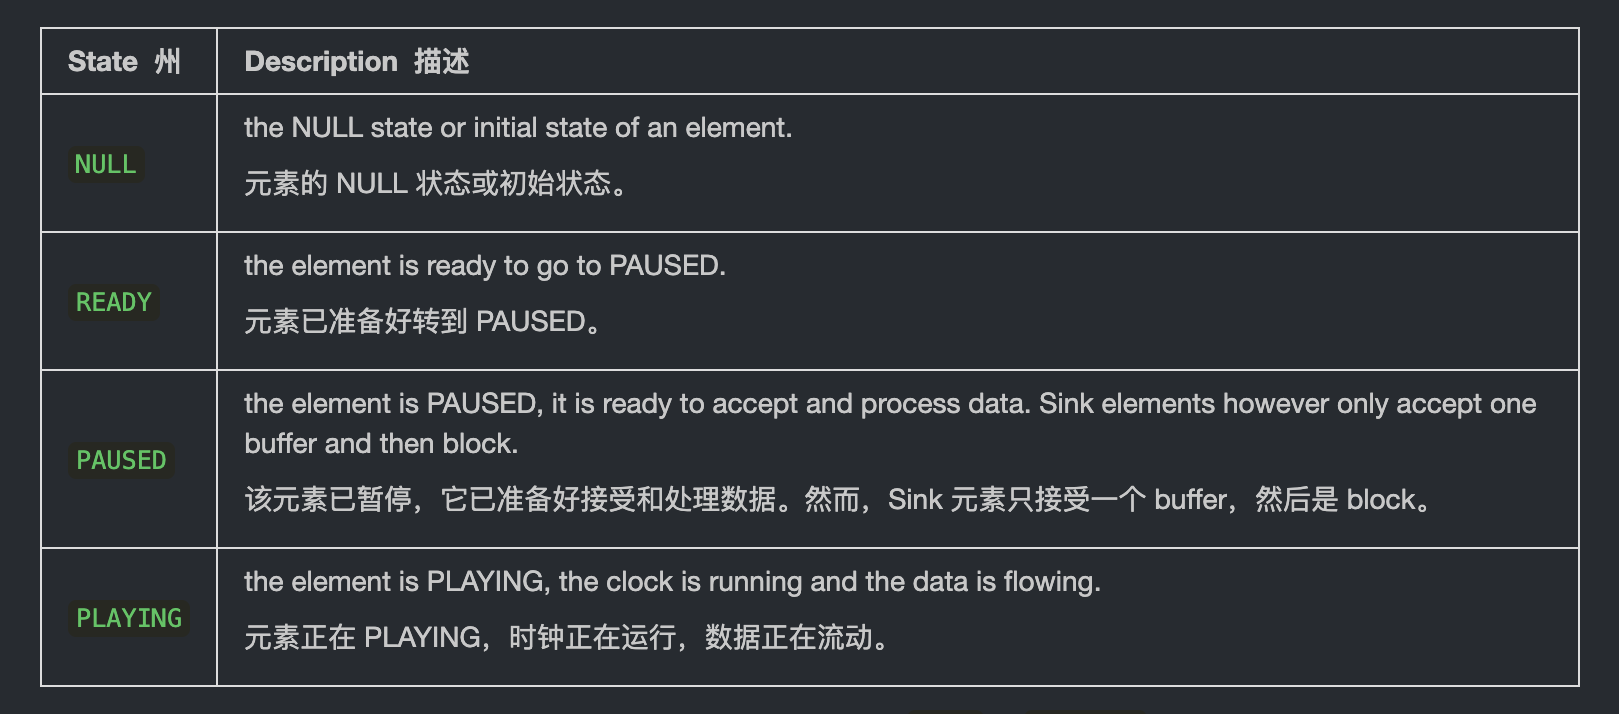 State 州
Description 描述
NULL
the NULL state or initial state of an element.
元素的 NULL 状态或初始状态。
READY
the element is ready to go to PAUSED.
元素已准备好转到 PAUSED。
PAUSED
the element is PAUSED, it is ready to accept and process data. Sink elements however only accept one
buffer and then block.
该元素已暂停，它已准备好接受和处理数据。然而，Sink 元素只接受一个 buffer，然后是 block。
PLAYING
the element is PLAYING, the clock is running and the data is flowing.
元素正在 PLAYING，时钟正在运行，数据正在流动。